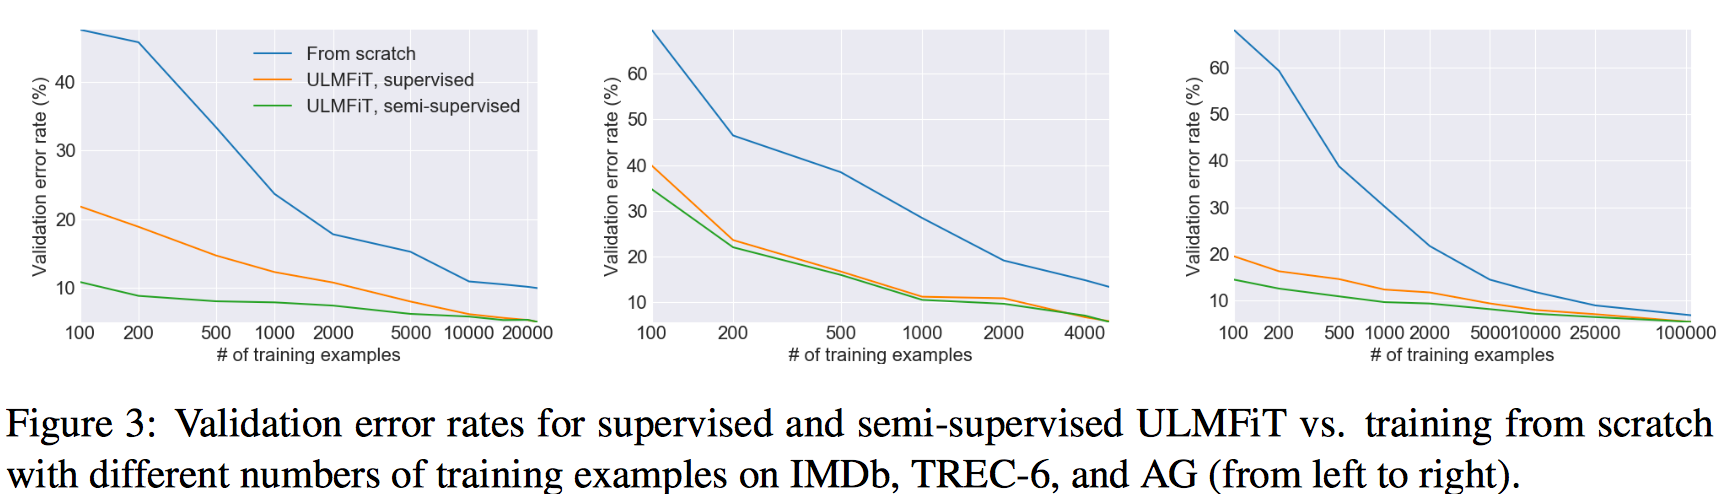 Validation error rate (%)
40
30
20
10
From scratch
ULMFiT, supervised
ULMFiT, semi-supervised
100 200 500 1000 2000 5000 10000 20000
# of training examples
Validation error rate (%)
60
50
40
30
20
10
100 200 500 1000 2000 4000
# of training examples
Validation error rate (%)
60
50
40
30
20
10
100 200 500 1000 2000 5000 10000 25000 100000
# of training examples
Figure 3: Validation error rates for supervised and semi-supervised ULMFiT vs. training from scratch
with different numbers of training examples on IMDb, TREC-6, and AG (from left to right).